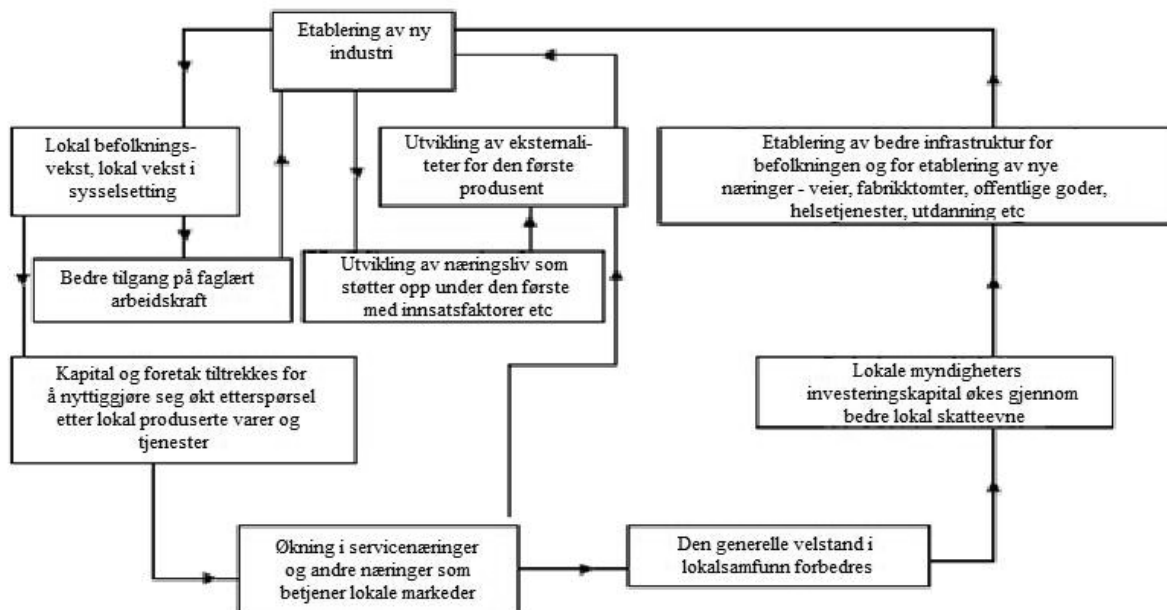 Etablering av ny
industri
Lokal befolknings-
vekst, lokal vekst i
sysselsetting
Utvikling av eksternali-
teter for den første
produsent
Etablering av bedre infrastruktur for
befolkningen og for etablering av nye
næringer - veier, fabrikktomter, offentlige goder,
helsetjenester, utdanning etc
Bedre tilgang på faglært
arbeidskraft
Utvikling av næringsliv som
støtter opp under den første
med innsatsfaktorer etc
Kapital og foretak tiltrekkes for
å nyttiggjøre seg økt etterspørsel
etter lokal produserte varer og
tjenester
Lokale myndigheters
investeringskapital økes gjennom
bedre lokal skatteevne
Økning i servicenæringer
og andre næringer som
betjener lokale markeder
Den generelle velstand i
lokalsamfunn forbedres